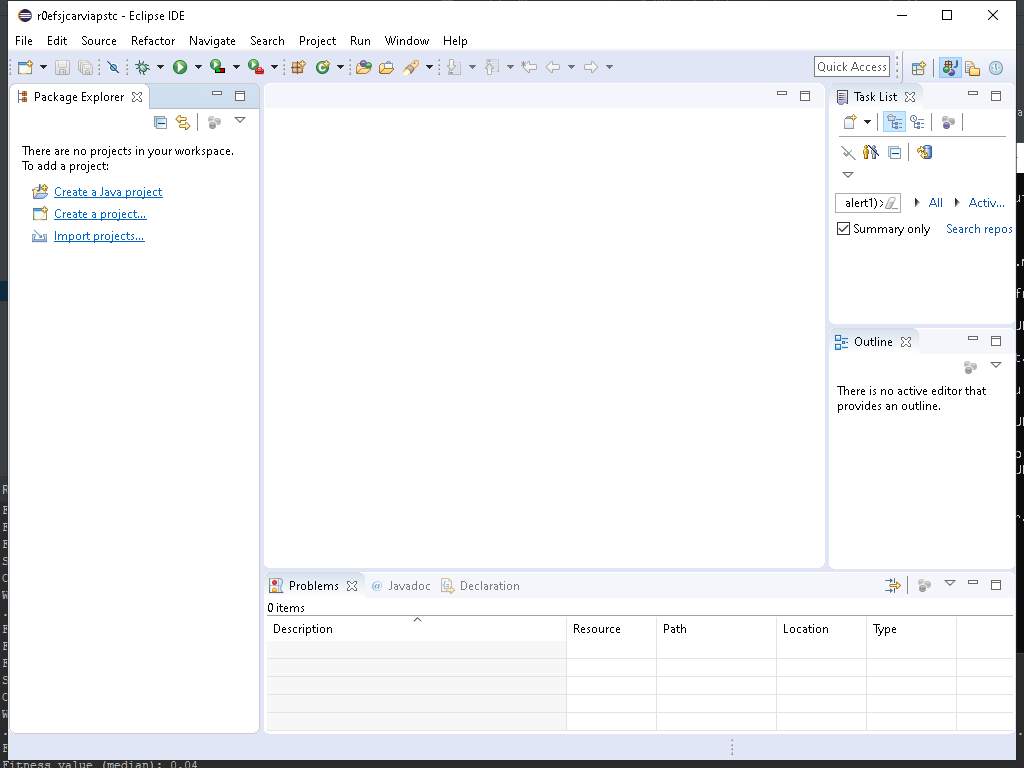 r0efsjcarviapstc - Eclipse IDE
File Edit Source Refactor Navigate Search Project Run Window Help
Quick Access
Package Explorer
There are no projects in your workspace.
To add a project:
Create a Java project
Create a project...
Import projects...
Task List
alert1)>
All
Activ...
Summary only
Search repos
Outline
There is no active editor that
provides an outline.
Problems @ Javadoc Declaration
0 items
Description Resource Path Location Type
Fitness value (median): 0.04